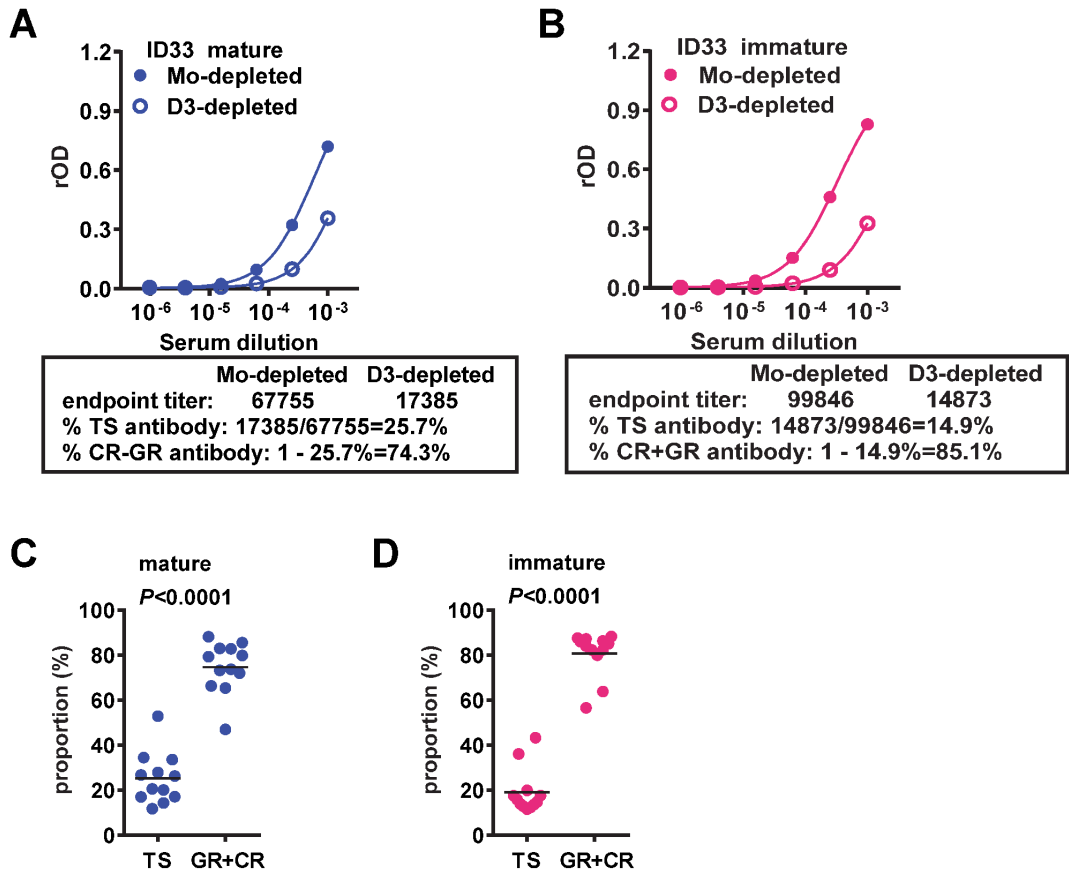 A
ID33 mature
Mo-depleted
D3-depleted
rOD
1.2
0.9
0.6
0.3
0.0
10-6 10-5 10-4 10-3
Serum dilution
Mo-depleted D3-depleted
endpoint titer: 67755 17385
% TS antibody: 17385/67755=25.7%
% CR-GR antibody: 1 - 25.7%=74.3%
B
ID33 immature
Mo-depleted
D3-depleted
rOD
1.2
0.9
0.6
0.3
0.0
10-6 10-5 10-4 10-3
Serum dilution
Mo-depleted D3-depleted
endpoint titer: 99846 14873
% TS antibody: 14873/99846=14.9%
% CR+GR antibody: 1 - 14.9%=85.1%
C
mature
P<0.0001
proportion (%)
100
80
60
40
20
0
TS GR+CR
D
immature
P<0.0001
proportion (%)
100
80
60
40
20
0
TS GR+CR